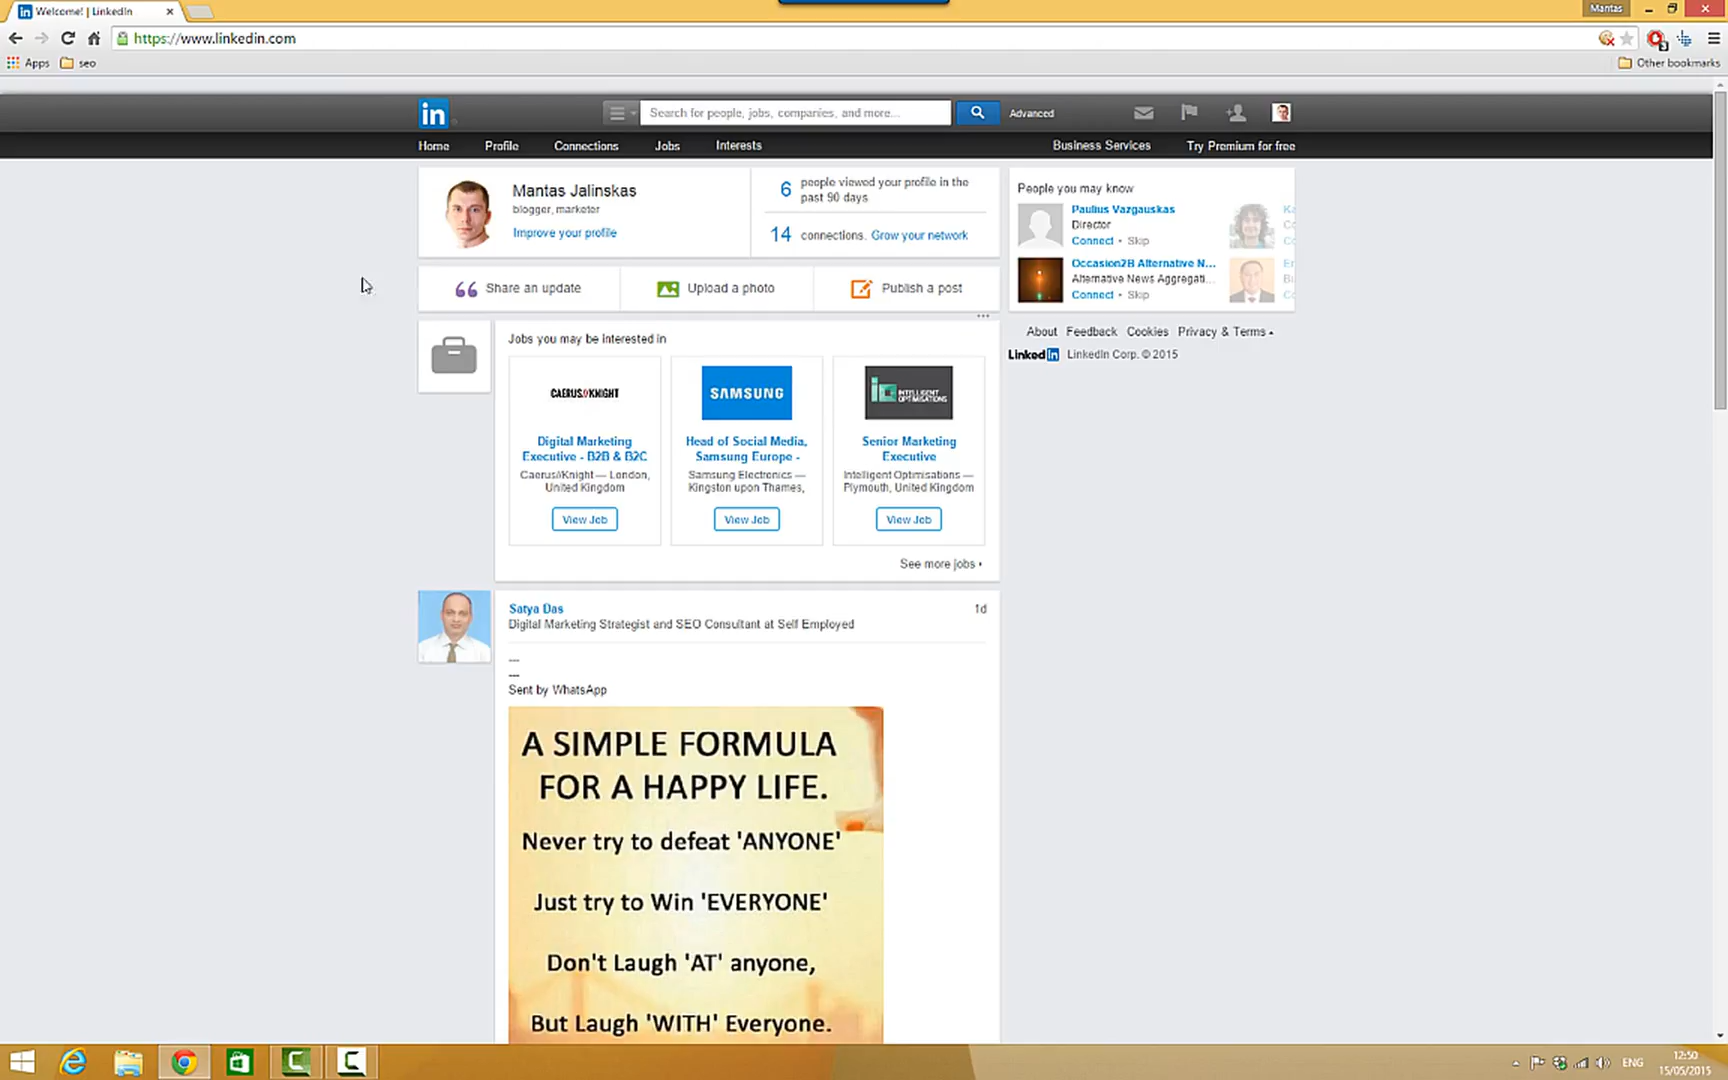 Welcome! | LinkedIn
Mantas
https://www.linkedin.com
Apps
seo
Other bookmarks
in
Search for people, jobs, companies, and more...
Advanced
Home
Profile
Connections
Jobs
Interests
Business Services
Try Premium for free
Mantas Jalinskas
blogger, marketer
Improve your profile
6 people viewed your profile in the
past 90 days
14 connections. Grow your network
People you may know
Paulius Vazgauskas
Director
Connect • Skip
Occasion2B Alternative N...
Alternative News Aggregati...
Connect • Skip
Share an update
Upload a photo
Publish a post
About Feedback Cookies Privacy & Terms
LinkedIn LinkedIn Corp. © 2015
Jobs you may be interested in
CAERUS//KNIGHT
Digital Marketing
Executive - B2B & B2C
Caerus//Knight — London,
United Kingdom
View Job
SAMSUNG
Head of Social Media,
Samsung Europe -
Samsung Electronics —
Kingston upon Thames,
View Job
INTELLIGENT
OPTIMISATIONS
Senior Marketing
Executive
Intelligent Optimisations —
Plymouth, United Kingdom
View Job
See more jobs
Satya Das
1d
Digital Marketing Strategist and SEO Consultant at Self Employed
---
---
Sent by WhatsApp
A SIMPLE FORMULA
FOR A HAPPY LIFE.
Never try to defeat 'ANYONE'
Just try to Win 'EVERYONE'
Don't Laugh 'AT' anyone,
But Laugh 'WITH' Everyone.
ENG
12:50
15/05/2015